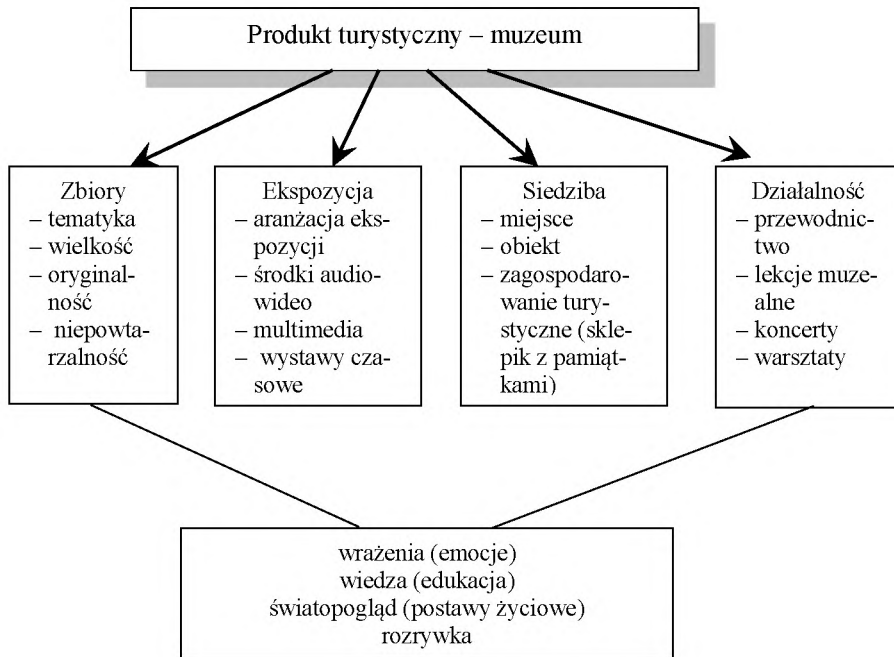 Produkt turystyczny – muzeum
Zbiory
– tematyka
– wielkość
– oryginal-
ność
– niepowta-
rzalność
Ekspozycja
– aranżacja eks-
pozycji
– środki audio-
wideo
– multimedia
– wystawy cza-
sowe
Siedziba
– miejsce
– obiekt
– zagospodaro-
wanie tury-
styczne (skle-
pik z pamiąt-
kami)
Działalność
– przewodnic-
two
– lekcje muze-
alne
– koncerty
– warsztaty
wrażenia (emocje)
wiedza (edukacja)
światopogląd (postawy życiowe)
rozrywka